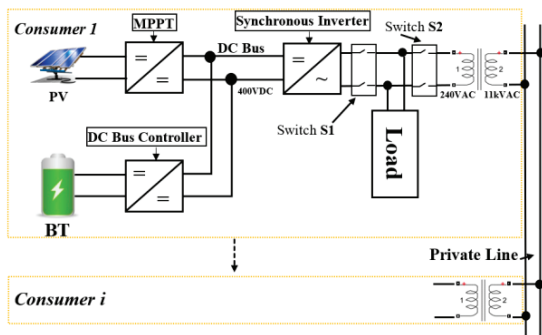 Consumer 1
MPPT
Synchronous Inverter
Switch S2
DC Bus
=
=
=
~
PV
400VDC
1
2
240VAC
11kVAC
Switch S1
Load
DC Bus Controller
=
=
BT
Private Line
Consumer i
1
2